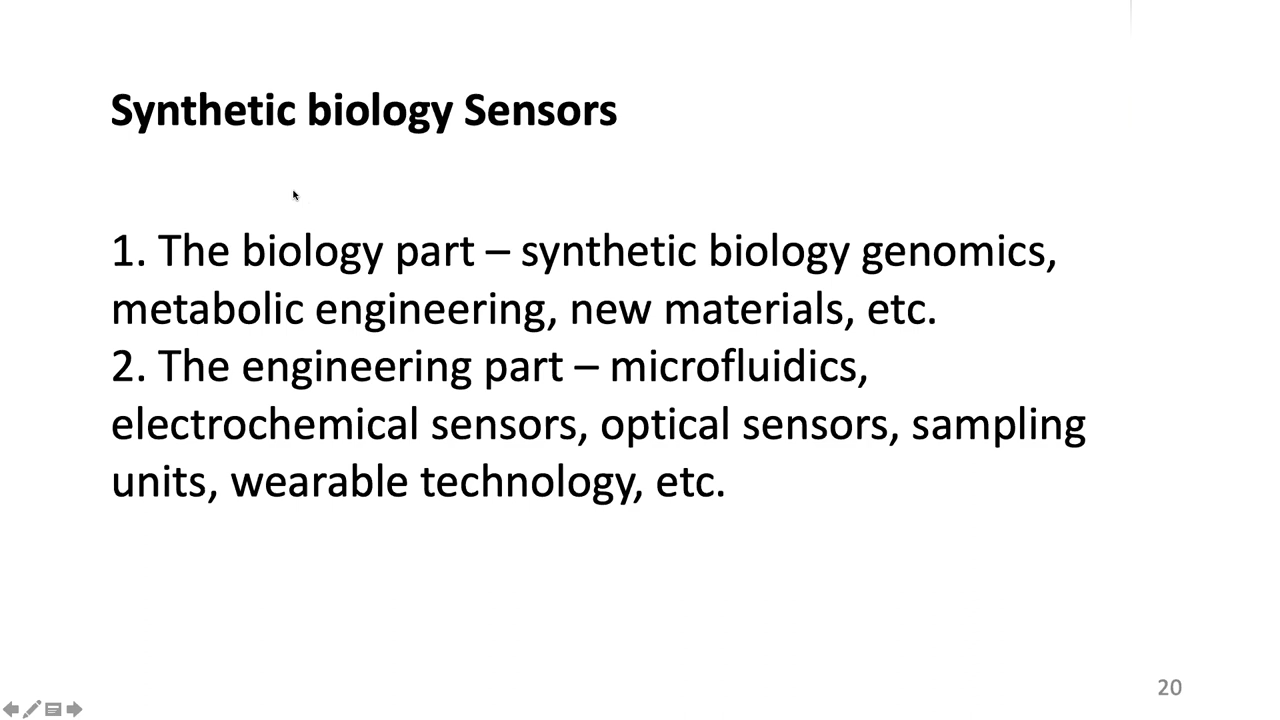 Synthetic biology Sensors
1. The biology part – synthetic biology genomics,
metabolic engineering, new materials, etc.
2. The engineering part – microfluidics,
electrochemical sensors, optical sensors, sampling
units, wearable technology, etc.
20